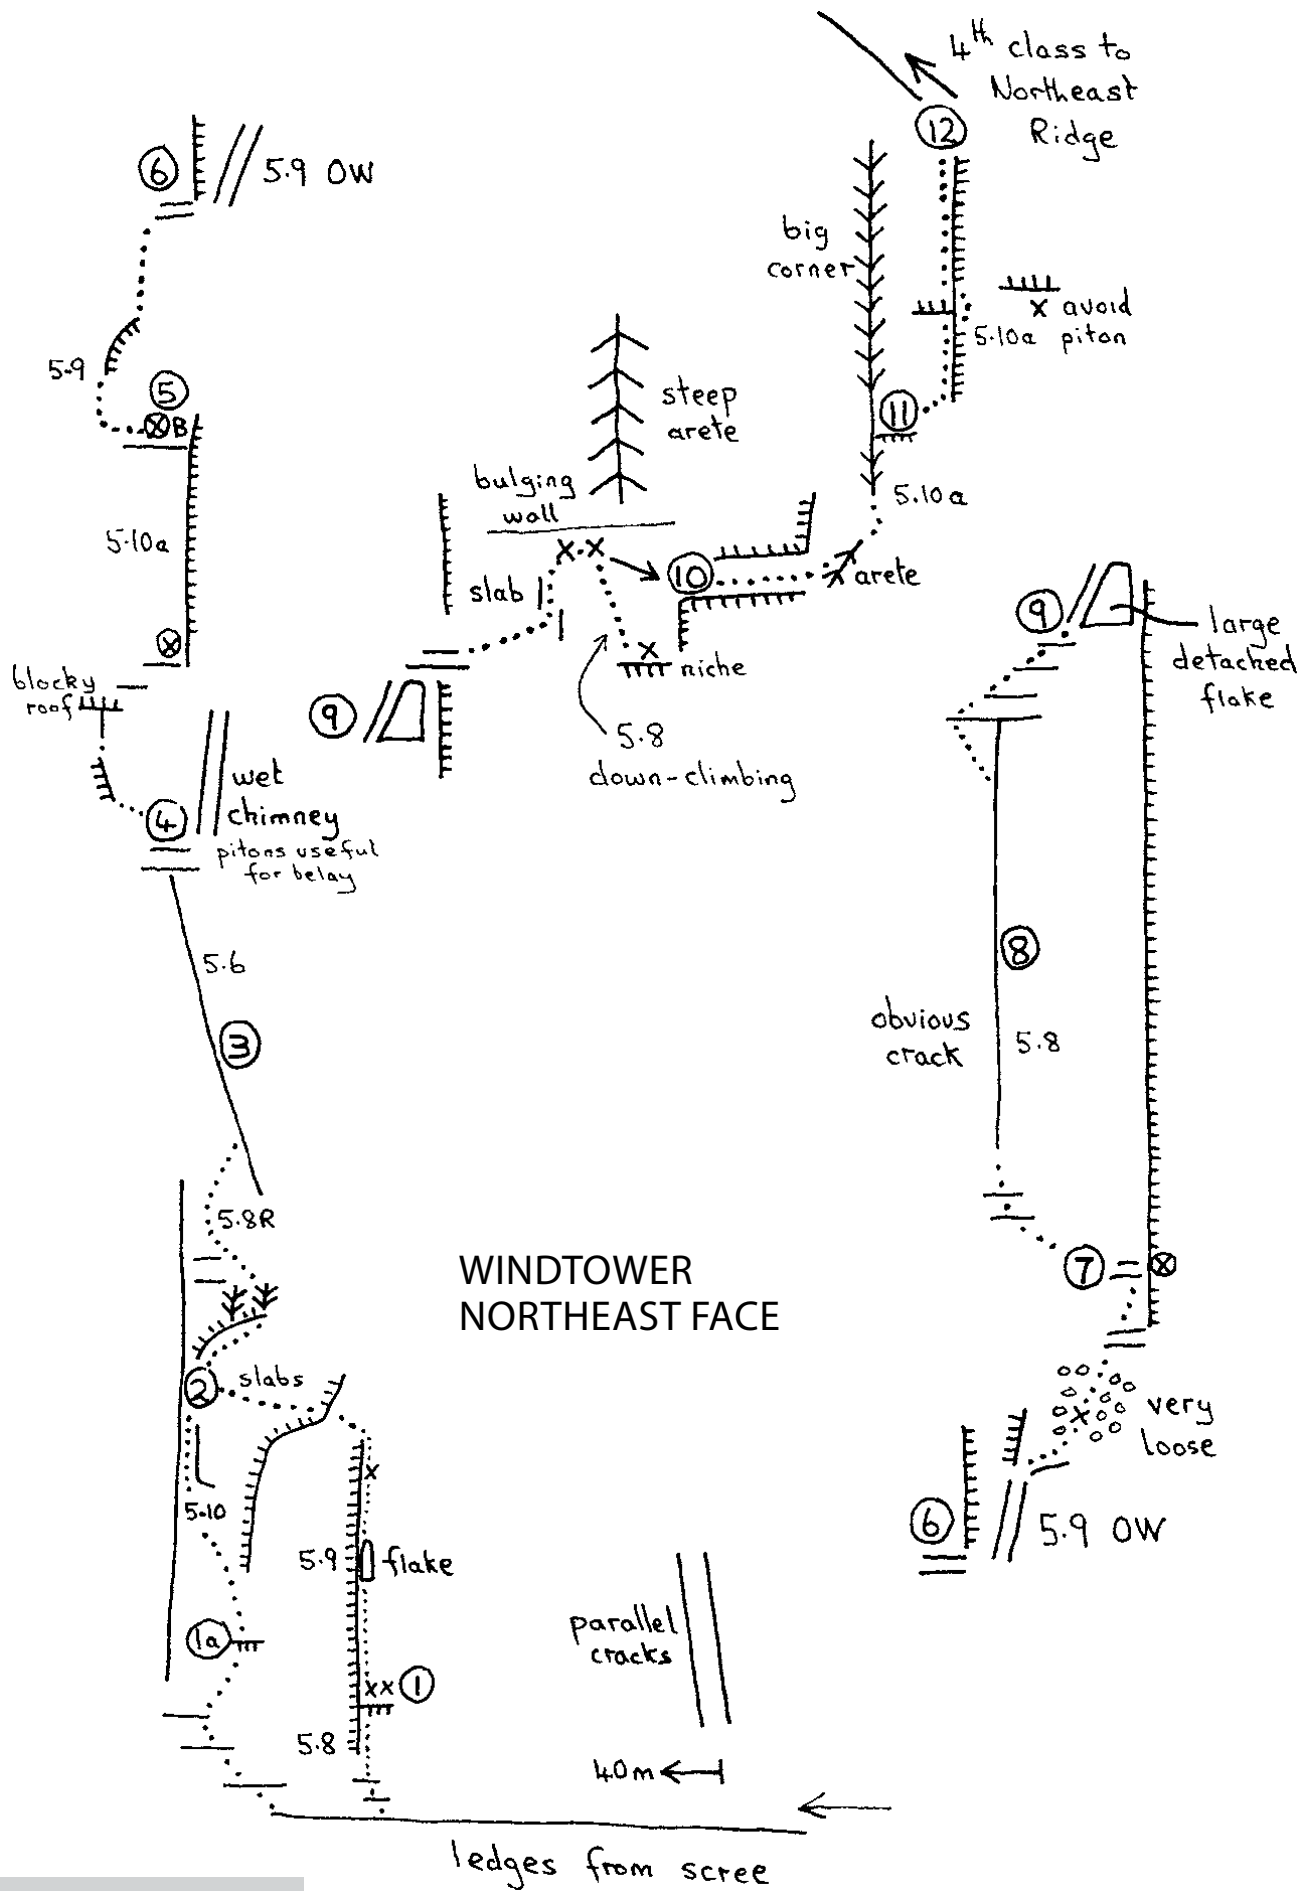 4th class to
Northeast
Ridge
12
6
5.9 OW
big
corner
X avoid
piton
5.10a
5.9
5
X B
steep
arete
11
bulging
wall
5.10a
5.10a
X X
slab
10
arete
X
niche
9
large
detached
flake
X
blocky
roof
9
5.8
down-climbing
wet
chimney
4
pitons useful
for belay
5.6
8
3
obvious
crack
5.8
5.8R
WINDTOWER
NORTHEAST FACE
7
X
2
slabs
X
very
loose
X
5.10
6
5.9 OW
5.9
flake
1a
parallel
cracks
XX
1
5.8
40m
ledges from scree